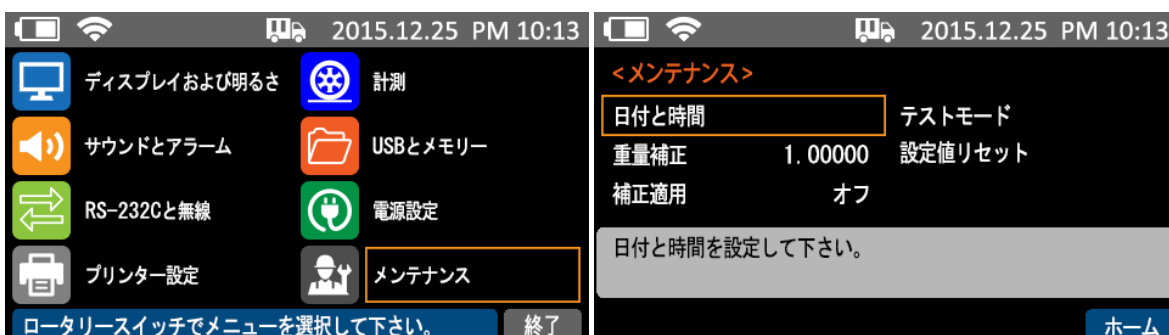 2015.12.25 PM 10:13
ディスプレイおよび明るさ
計測
サウンドとアラーム
USBとメモリー
RS-232Cと無線
電源設定
プリンター設定
メンテナンス
ロータリースイッチでメニューを選択して下さい。
終了
2015.12.25 PM 10:13
<メンテナンス>
日付と時間
テストモード
重量補正 1.00000
設定値リセット
補正適用 オフ
日付と時間を設定して下さい。
ホーム